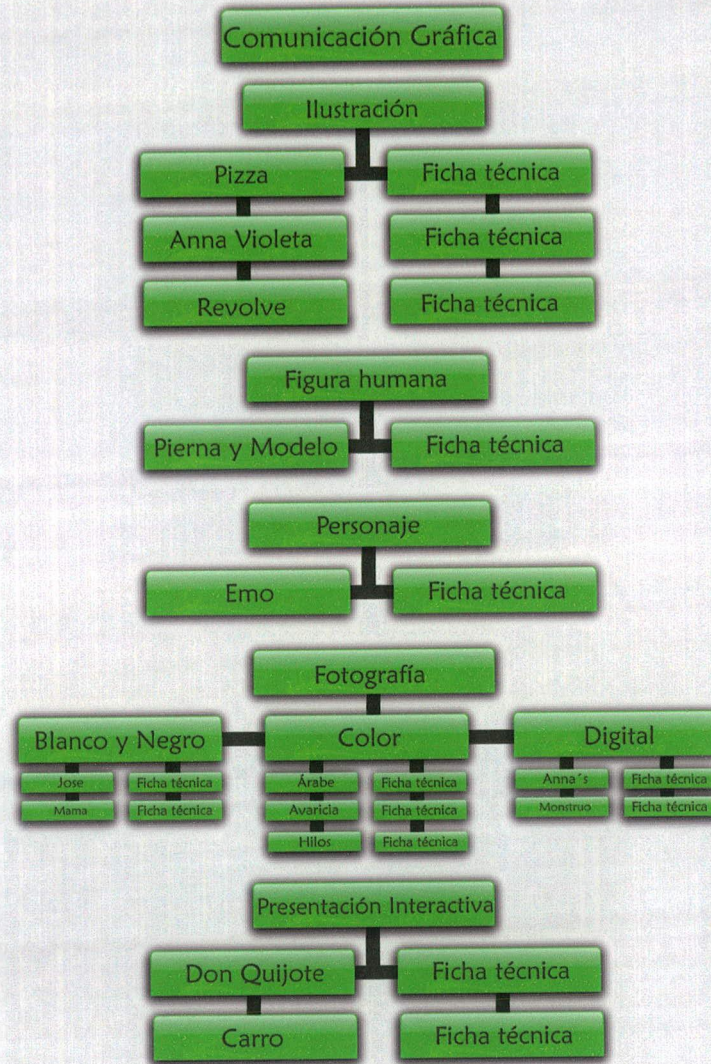 Comunicación Gráfica
Ilustración
Pizza
Ficha técnica
Anna Violeta
Ficha técnica
Revolve
Ficha técnica
Figura humana
Pierna y Modelo
Ficha técnica
Personaje
Emo
Ficha técnica
Fotografía
Blanco y Negro
Color
Digital
Jose
Ficha técnica
Árabe
Ficha técnica
Anna´s
Ficha técnica
Mama
Ficha técnica
Avaricia
Ficha técnica
Monstruo
Ficha técnica
Hilos
Ficha técnica
Presentación Interactiva
Don Quijote
Ficha técnica
Carro
Ficha técnica